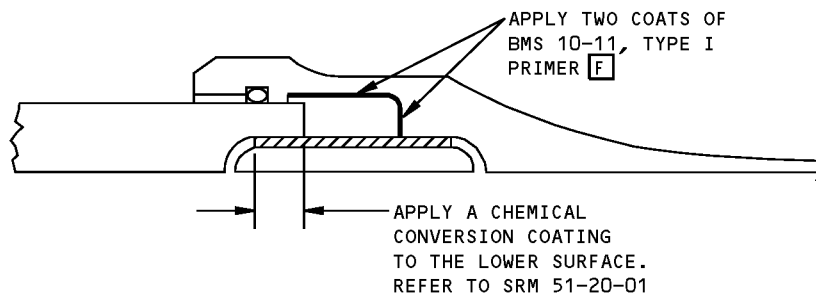 APPLY TWO COATS OF
BMS 10-11, TYPE I
PRIMER F
APPLY A CHEMICAL
CONVERSION COATING
TO THE LOWER SURFACE.
REFER TO SRM 51-20-01